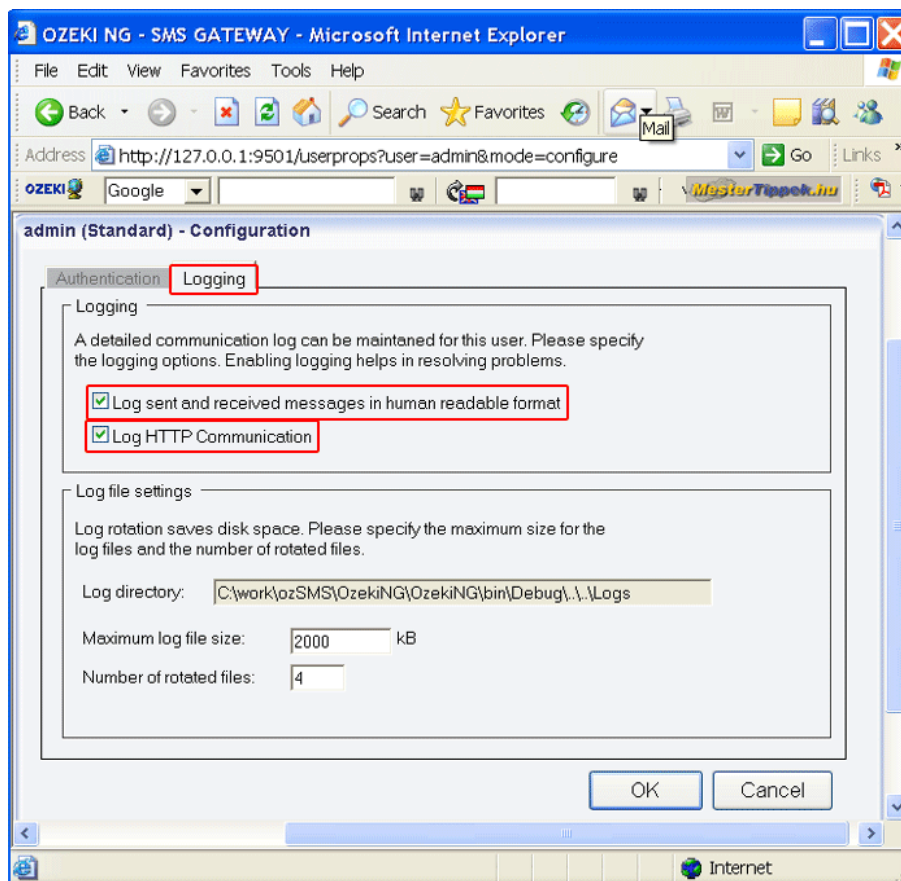 OZEKI NG - SMS GATEWAY - Microsoft Internet Explorer
File Edit View Favorites Tools Help
Back Search Favorites
Mail
Address http://127.0.0.1:9501/userprops?user=admin&mode=configure Go Links
OZEKI Google MesterTippek.hu
admin (Standard) - Configuration
Authentication Logging
Logging
A detailed communication log can be maintaned for this user. Please specify
the logging options. Enabling logging helps in resolving problems.
Log sent and received messages in human readable format
Log HTTP Communication
Log file settings
Log rotation saves disk space. Please specify the maximum size for the
log files and the number of rotated files.
Log directory: C:\work\ozSMS\OzekiNG\OzekiNG\bin\Debug\..\..\Logs
Maximum log file size: 2000 kB
Number of rotated files: 4
OK Cancel
Internet